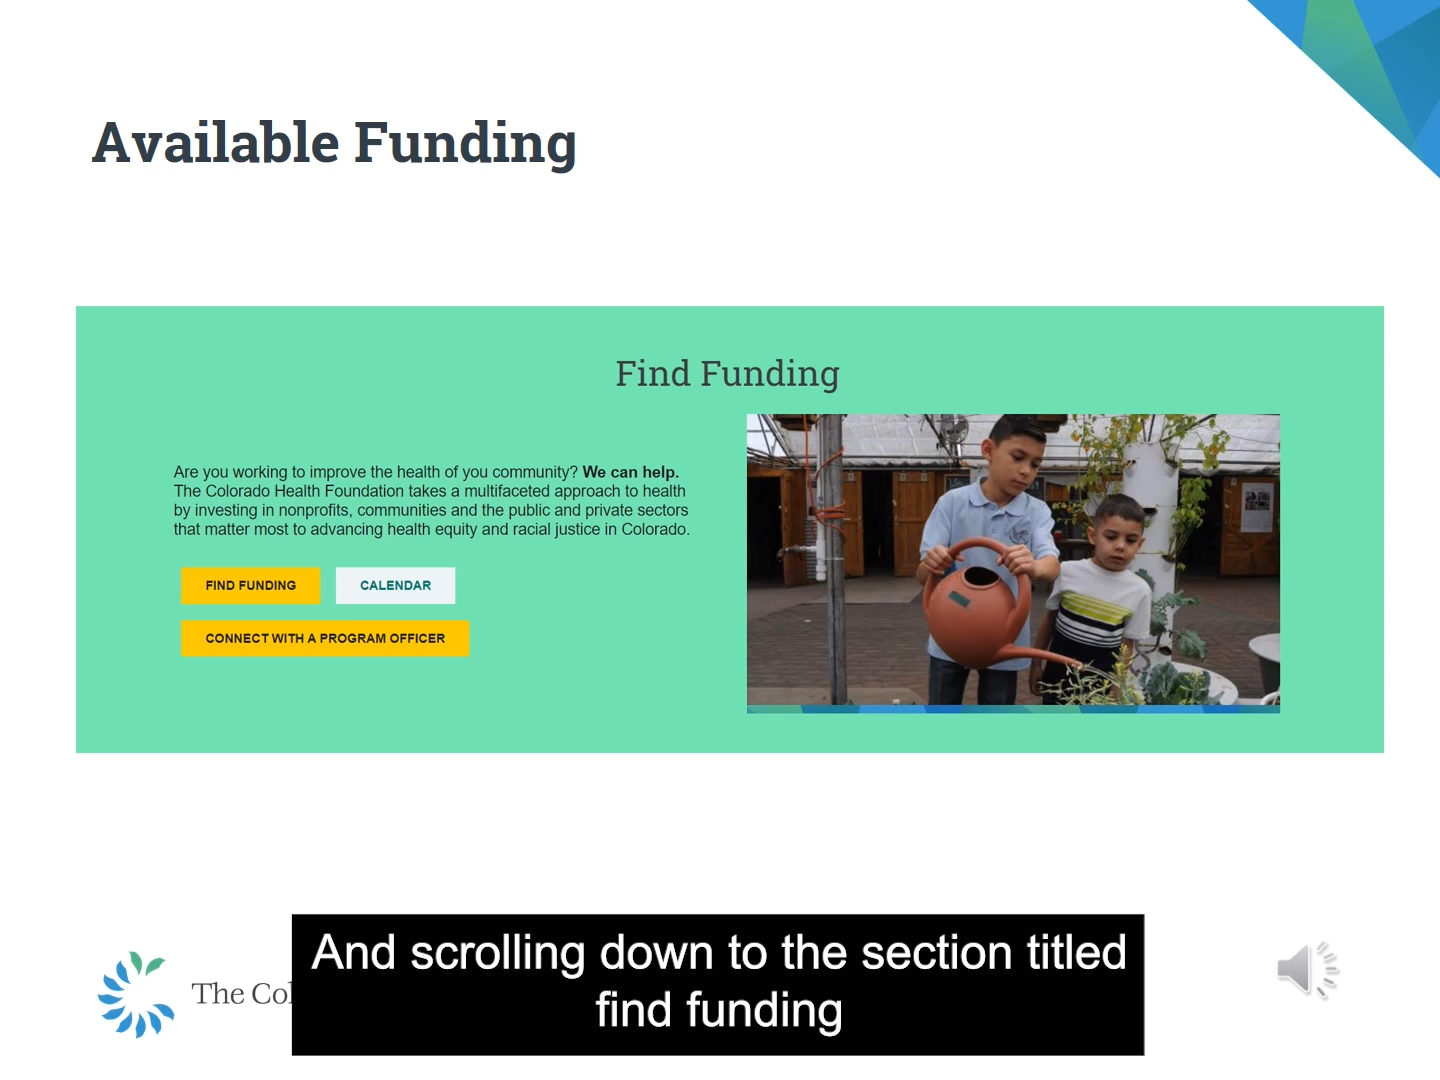 Available Funding
Find Funding
Are you working to improve the health of you community? We can help.
The Colorado Health Foundation takes a multifaceted approach to health
by investing in nonprofits, communities and the public and private sectors
that matter most to advancing health equity and racial justice in Colorado.
FIND FUNDING
CALENDAR
CONNECT WITH A PROGRAM OFFICER
The Col
And scrolling down to the section titled
find funding